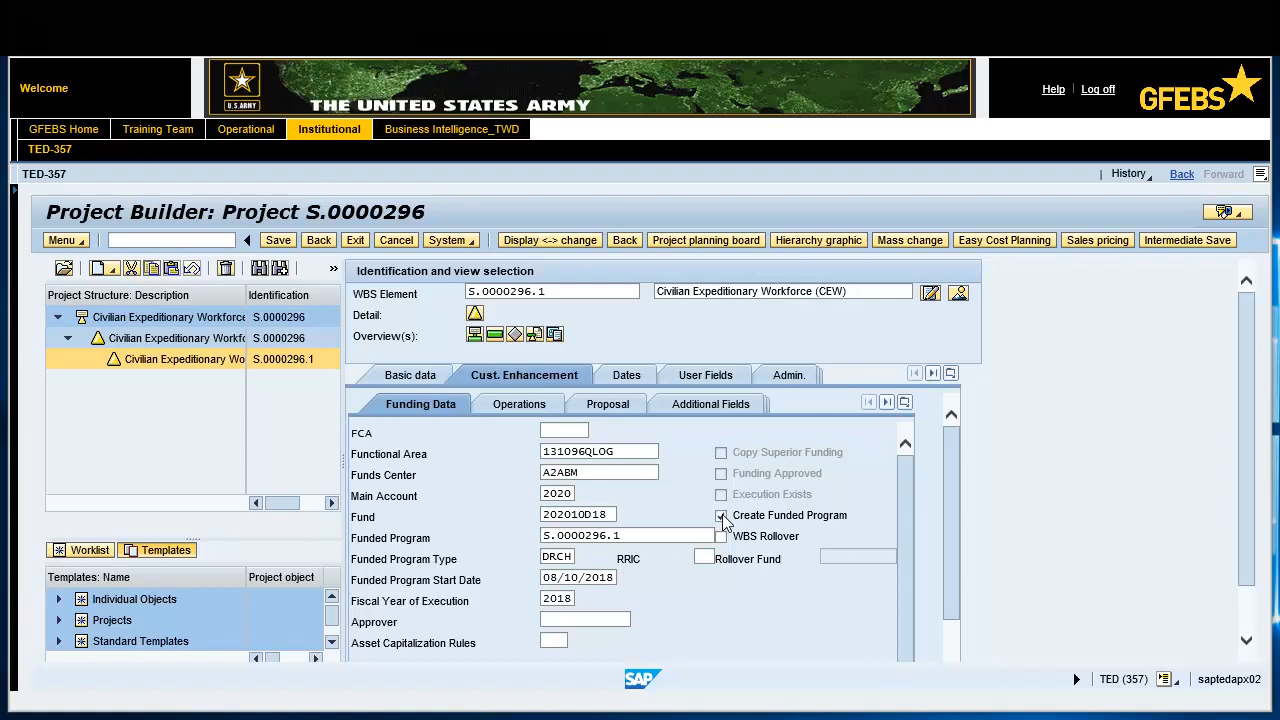 Welcome
U.S.ARMY
THE UNITED STATES ARMY
Help
Log off
GFEBS
GFEBS Home
Training Team
Operational
Institutional
Business Intelligence_TWD
TED-357
TED-357
History
Back
Forward
Project Builder: Project S.0000296
Menu
Save
Back
Exit
Cancel
System
Display <-> change
Back
Project planning board
Hierarchy graphic
Mass change
Easy Cost Planning
Sales pricing
Intermediate Save
»
Project Structure: Description
Identification
Civilian Expeditionary Workforce
S.0000296
Civilian Expeditionary Workfc
S.0000296
Civilian Expeditionary Wo
S.0000296.1
Worklist
Templates
Templates: Name
Project object
Individual Objects
Projects
Standard Templates
Identification and view selection
WBS Element
S.0000296.1
Civilian Expeditionary Workforce (CEW)
Detail:
Overview(s):
Basic data
Cust. Enhancement
Dates
User Fields
Admin.
Funding Data
Operations
Proposal
Additional Fields
FCA
Functional Area
131096QLOG
Copy Superior Funding
Funds Center
A2ABM
Funding Approved
Main Account
2020
Execution Exists
Fund
202010D18
Create Funded Program
Funded Program
S.0000296.1
WBS Rollover
Funded Program Type
DRCH
RRIC
Rollover Fund
Funded Program Start Date
08/10/2018
Fiscal Year of Execution
2018
Approver
Asset Capitalization Rules
SAP
TED (357)
saptedapx02